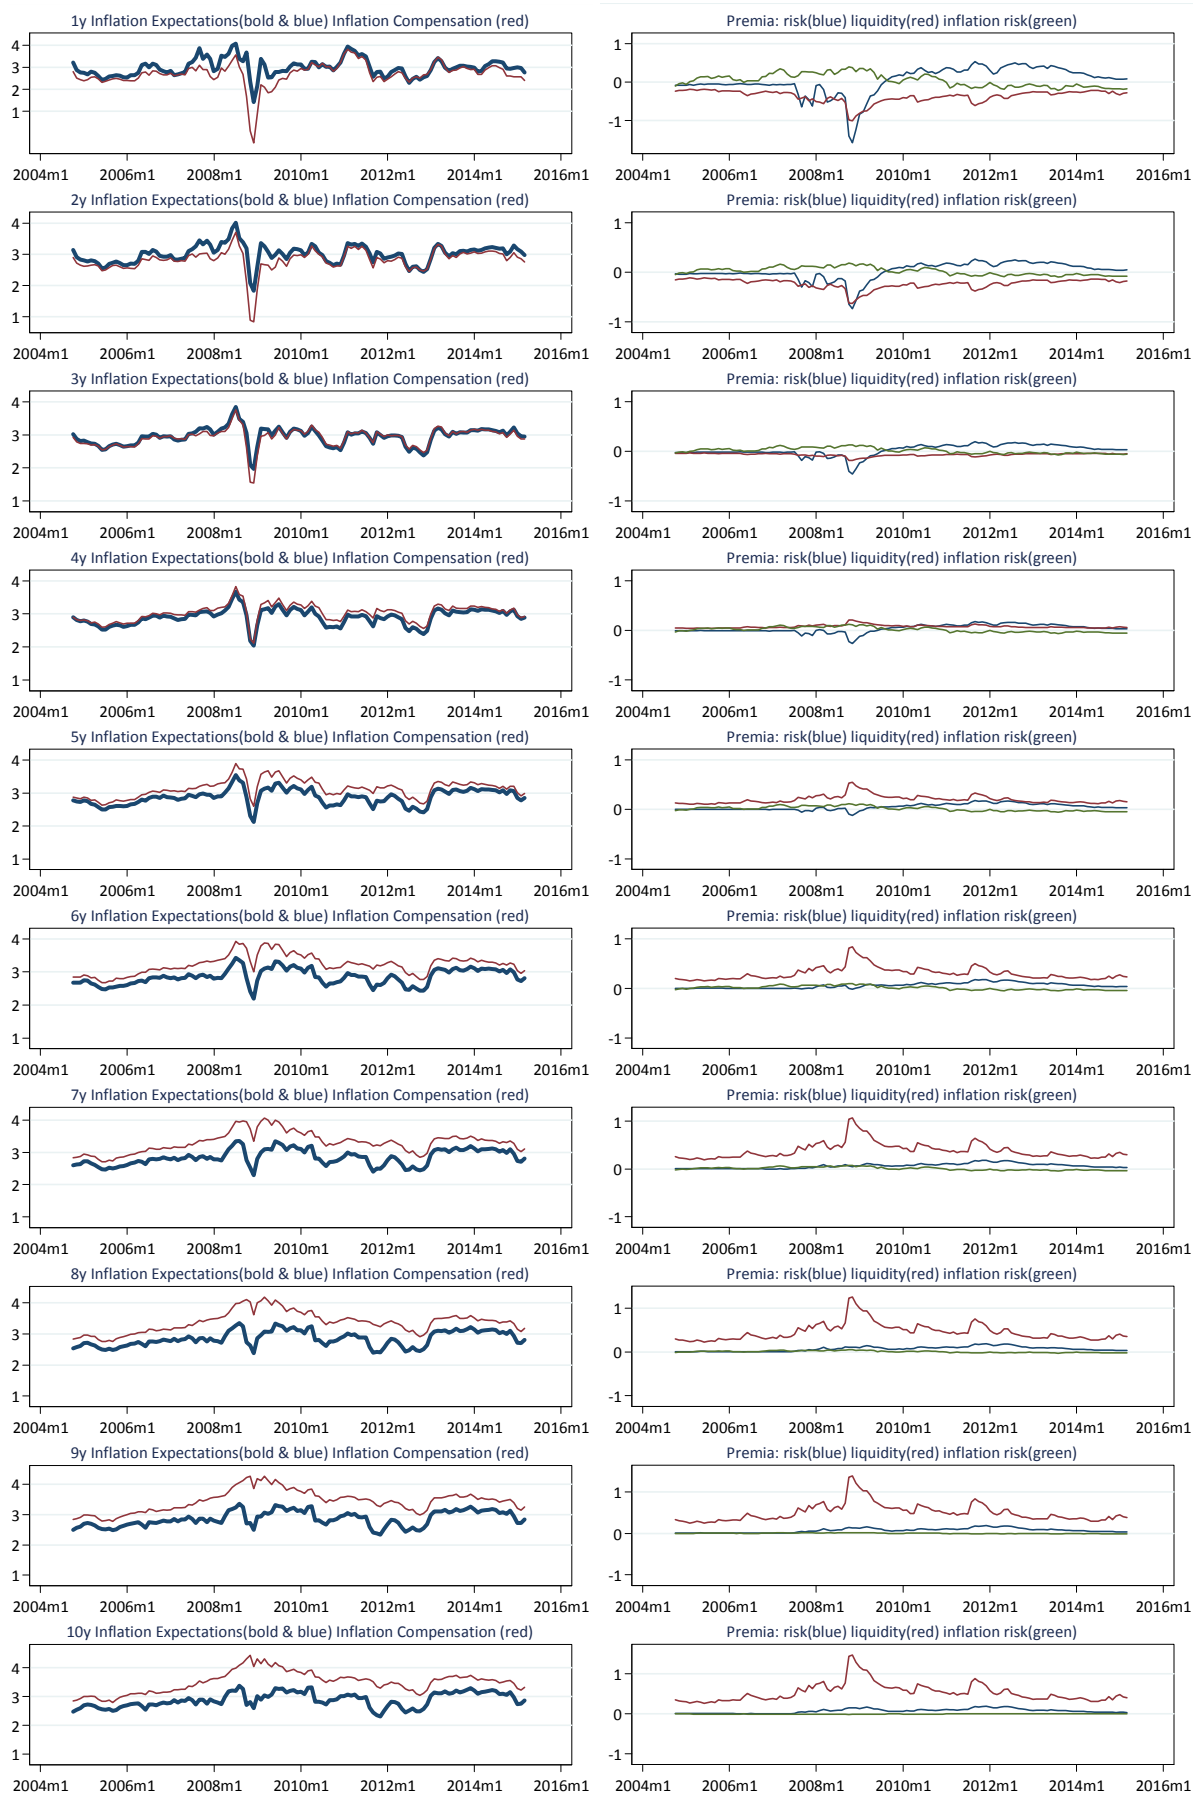 1y Inflation Expectations(bold & blue) Inflation Compensation (red)
4
3
2
1
2004m1 2006m1 2008m1 2010m1 2012m1 2014m1 2016m1
Premia: risk(blue) liquidity(red) inflation risk(green)
1
0
-1
2004m1 2006m1 2008m1 2010m1 2012m1 2014m1 2016m1
2y Inflation Expectations(bold & blue) Inflation Compensation (red)
4
3
2
1
2004m1 2006m1 2008m1 2010m1 2012m1 2014m1 2016m1
Premia: risk(blue) liquidity(red) inflation risk(green)
1
0
-1
2004m1 2006m1 2008m1 2010m1 2012m1 2014m1 2016m1
3y Inflation Expectations(bold & blue) Inflation Compensation (red)
4
3
2
1
2004m1 2006m1 2008m1 2010m1 2012m1 2014m1 2016m1
Premia: risk(blue) liquidity(red) inflation risk(green)
1
0
-1
2004m1 2006m1 2008m1 2010m1 2012m1 2014m1 2016m1
4y Inflation Expectations(bold & blue) Inflation Compensation (red)
4
3
2
1
2004m1 2006m1 2008m1 2010m1 2012m1 2014m1 2016m1
Premia: risk(blue) liquidity(red) inflation risk(green)
1
0
-1
2004m1 2006m1 2008m1 2010m1 2012m1 2014m1 2016m1
5y Inflation Expectations(bold & blue) Inflation Compensation (red)
4
3
2
1
2004m1 2006m1 2008m1 2010m1 2012m1 2014m1 2016m1
Premia: risk(blue) liquidity(red) inflation risk(green)
1
0
-1
2004m1 2006m1 2008m1 2010m1 2012m1 2014m1 2016m1
6y Inflation Expectations(bold & blue) Inflation Compensation (red)
4
3
2
1
2004m1 2006m1 2008m1 2010m1 2012m1 2014m1 2016m1
Premia: risk(blue) liquidity(red) inflation risk(green)
1
0
-1
2004m1 2006m1 2008m1 2010m1 2012m1 2014m1 2016m1
7y Inflation Expectations(bold & blue) Inflation Compensation (red)
4
3
2
1
2004m1 2006m1 2008m1 2010m1 2012m1 2014m1 2016m1
Premia: risk(blue) liquidity(red) inflation risk(green)
1
0
-1
2004m1 2006m1 2008m1 2010m1 2012m1 2014m1 2016m1
8y Inflation Expectations(bold & blue) Inflation Compensation (red)
4
3
2
1
2004m1 2006m1 2008m1 2010m1 2012m1 2014m1 2016m1
Premia: risk(blue) liquidity(red) inflation risk(green)
1
0
-1
2004m1 2006m1 2008m1 2010m1 2012m1 2014m1 2016m1
9y Inflation Expectations(bold & blue) Inflation Compensation (red)
4
3
2
1
2004m1 2006m1 2008m1 2010m1 2012m1 2014m1 2016m1
Premia: risk(blue) liquidity(red) inflation risk(green)
1
0
-1
2004m1 2006m1 2008m1 2010m1 2012m1 2014m1 2016m1
10y Inflation Expectations(bold & blue) Inflation Compensation (red)
4
3
2
1
2004m1 2006m1 2008m1 2010m1 2012m1 2014m1 2016m1
Premia: risk(blue) liquidity(red) inflation risk(green)
1
0
-1
2004m1 2006m1 2008m1 2010m1 2012m1 2014m1 2016m1